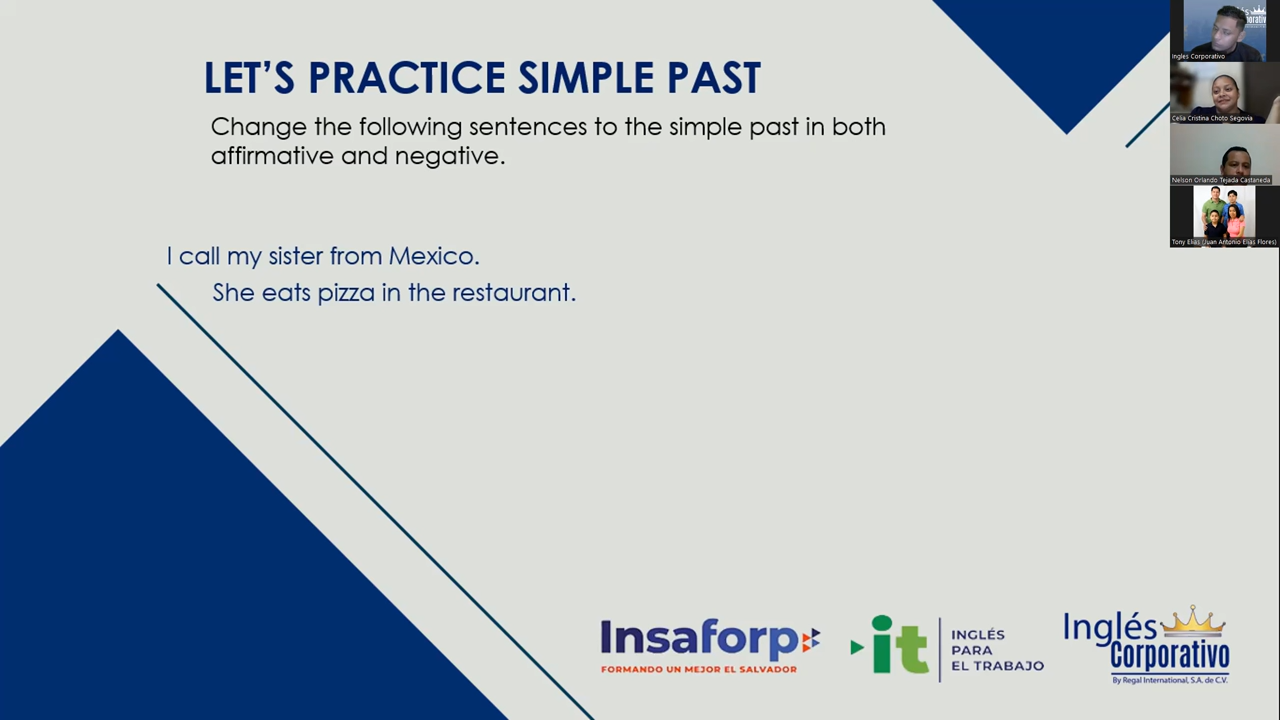 LET'S PRACTICE SIMPLE PAST
Change the following sentences to the simple past in both
affirmative and negative.
I call my sister from Mexico.
She eats pizza in the restaurant.
Insaforp
FORMANDO UN MEJOR EL SALVADOR
it
INGLÉS
PARA
EL TRABAJO
Inglés
Corporativo
By Regal International, S.A. de C.V.
Ingles Corporativo
Celia Cristina Choto Segovia
Nelson Orlando Tejada Castaneda
Tony Elias (Juan Antonio Elias Flores)